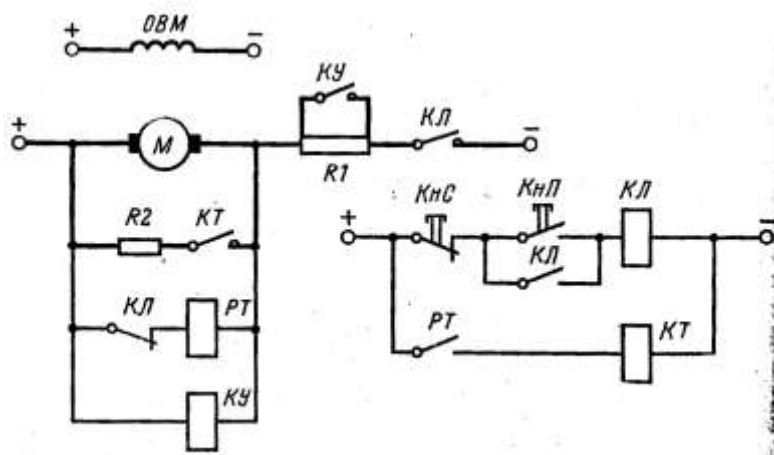 + ОВМ −
КУ
+ М КЛ −
R1
КнС КнП КЛ
+ −
R2 КТ
КЛ
КЛ РТ
РТ КТ
КУ